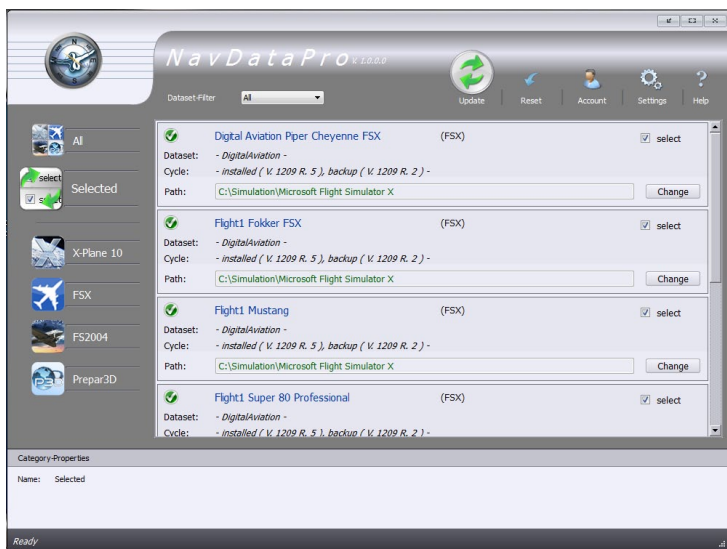 NavDataPro V. 1.0.0.0
Dataset-Filter All
Update Reset Account Settings Help
All
select
select
Selected
X-Plane 10
FSX
FS2004
Prepar3D
Digital Aviation Piper Cheyenne FSX (FSX) select
Dataset: - DigitalAviation -
Cycle: - installed ( V. 1209 R. 5 ), backup ( V. 1209 R. 2 ) -
Path: C:\Simulation\Microsoft Flight Simulator X Change
Flight1 Fokker FSX (FSX) select
Dataset: - DigitalAviation -
Cycle: - installed ( V. 1209 R. 5 ), backup ( V. 1209 R. 2 ) -
Path: C:\Simulation\Microsoft Flight Simulator X Change
Flight1 Mustang (FSX) select
Dataset: - DigitalAviation -
Cycle: - installed ( V. 1209 R. 5 ), backup ( V. 1209 R. 2 ) -
Path: C:\Simulation\Microsoft Flight Simulator X Change
Flight1 Super 80 Professional (FSX) select
Dataset: - DigitalAviation -
Cycle: - installed ( V. 1209 R. 5 ), backup ( V. 1209 R. 2 ) -
Category-Properties
Name: Selected
Ready